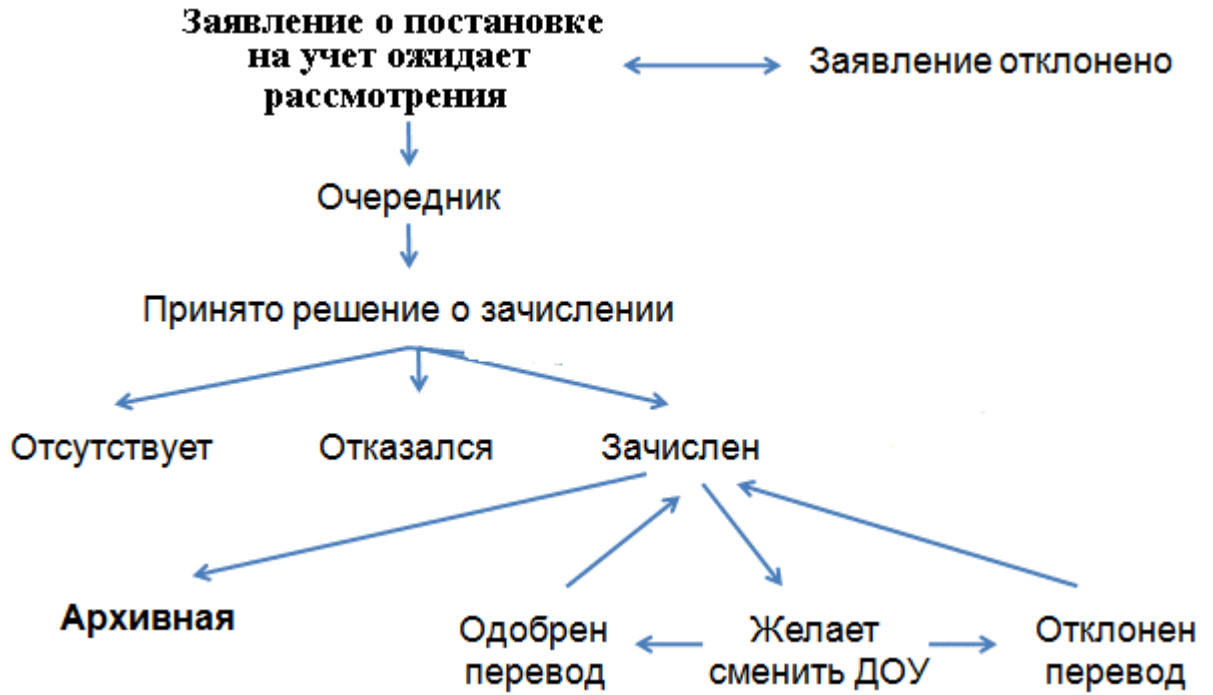 Заявление о постановке
на учет ожидает
рассмотрения
Заявление отклонено
Очередник
Принято решение о зачислении
Отсутствует
Отказался
Зачислен
Архивная
Одобрен
перевод
Желает
сменить ДОУ
Отклонен
перевод